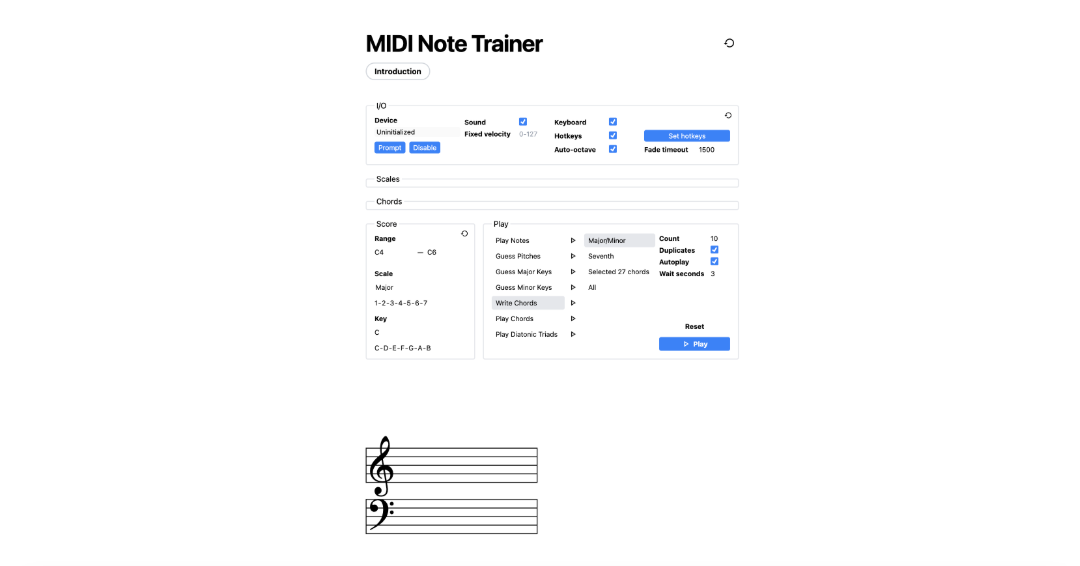 MIDI Note Trainer
Introduction
I/O
Device
Uninitialized
Prompt Disable
Sound
Fixed velocity 0-127
Keyboard
Hotkeys
Auto-octave
Set hotkeys
Fade timeout 1500
Scales
Chords
Score
Range
C4 — C6
Scale
Major
1-2-3-4-5-6-7
Key
C
C-D-E-F-G-A-B
Play
Play Notes
Guess Pitches
Guess Major Keys
Guess Minor Keys
Write Chords
Play Chords
Play Diatonic Triads
Major/Minor
Seventh
Selected 27 chords
All
Count 10
Duplicates
Autoplay
Wait seconds 3
Reset
Play